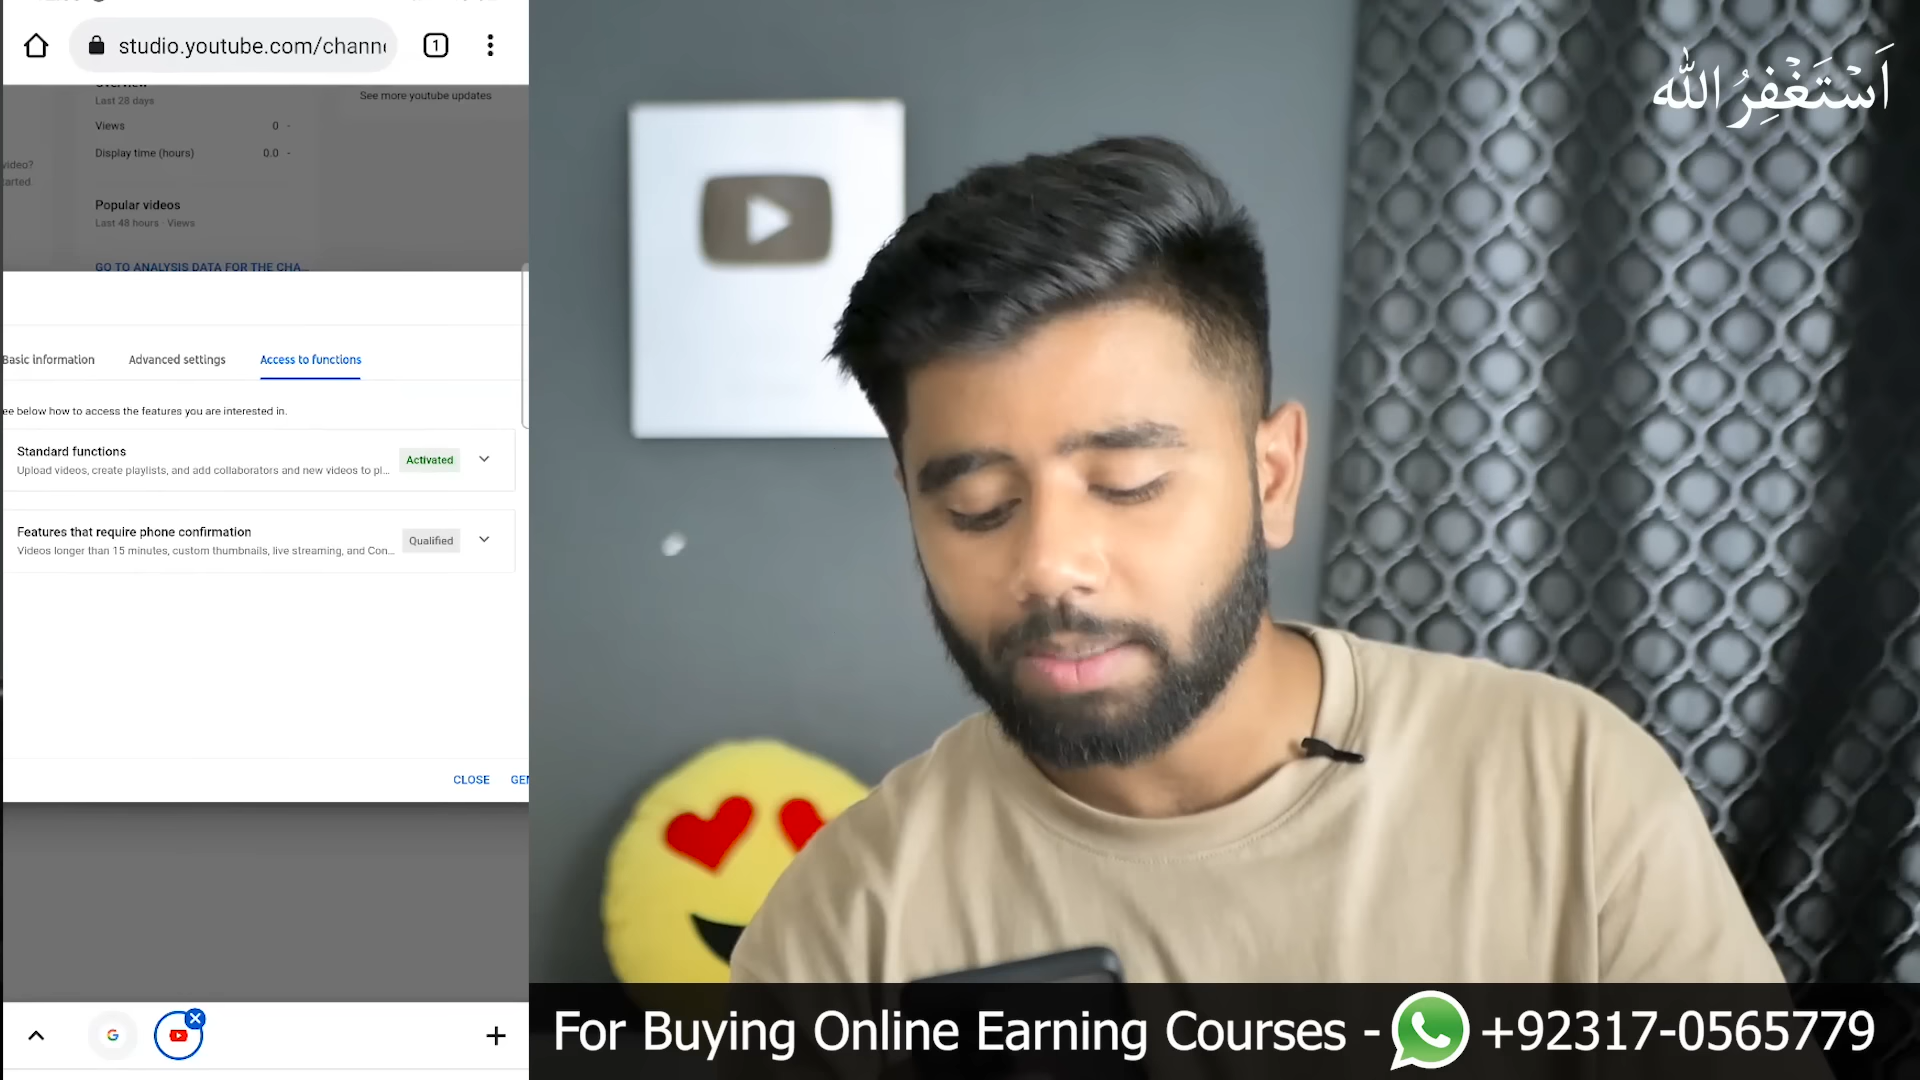 studio.youtube.com/chann
1
See more youtube updates
Last 28 days
Views 0 -
Display time (hours) 0.0 -
video?
Popular videos
Last 48 hours · Views
GO TO ANALYSIS DATA FOR THE CHA...
Basic information Advanced settings Access to functions
ee below how to access the features you are interested in.
Standard functions
Activated
Upload videos, create playlists, and add collaborators and new videos to pl...
Features that require phone confirmation
Qualified
Videos longer than 15 minutes, custom thumbnails, live streaming, and Con...
CLOSE GEN
أَسْتَغْفِرُ اللّٰه
For Buying Online Earning Courses - +92317-0565779